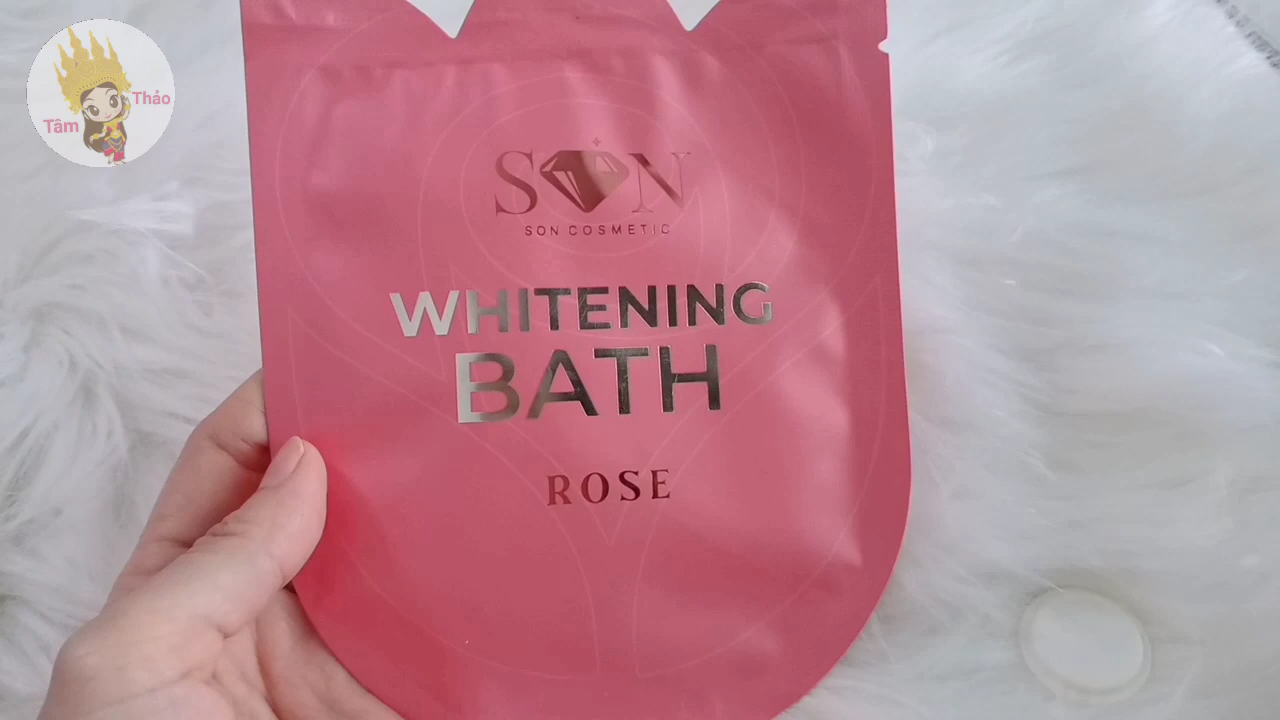 Tâm
Thảo
SON
SON COSMETIC
WHITENING
BATH
ROSE